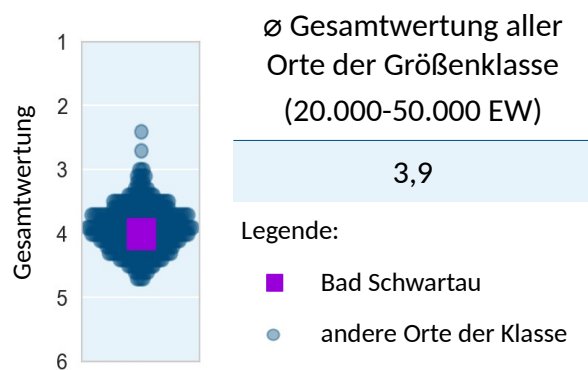 ø Gesamtwertung aller
Orte der Größenklasse
(20.000-50.000 EW)
3,9
Legende:
Bad Schwartau
andere Orte der Klasse
Gesamtwertung
1
2
3
4
5
6